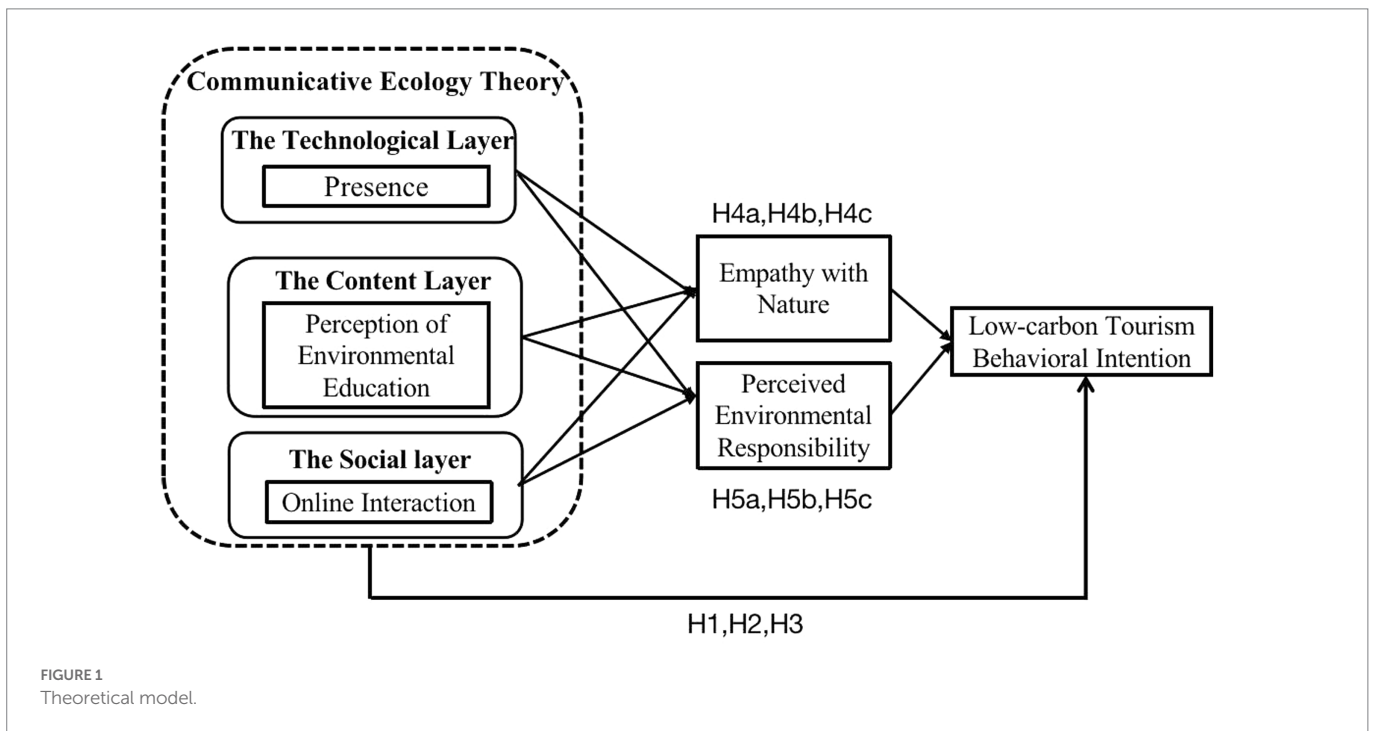 Communicative Ecology Theory
The Technological Layer
Presence
The Content Layer
Perception of
Environmental
Education
The Social layer
Online Interaction
H4a,H4b,H4c
Empathy with
Nature
Perceived
Environmental
Responsibility
H5a,H5b,H5c
Low-carbon Tourism
Behavioral Intention
H1,H2,H3
FIGURE 1
Theoretical model.